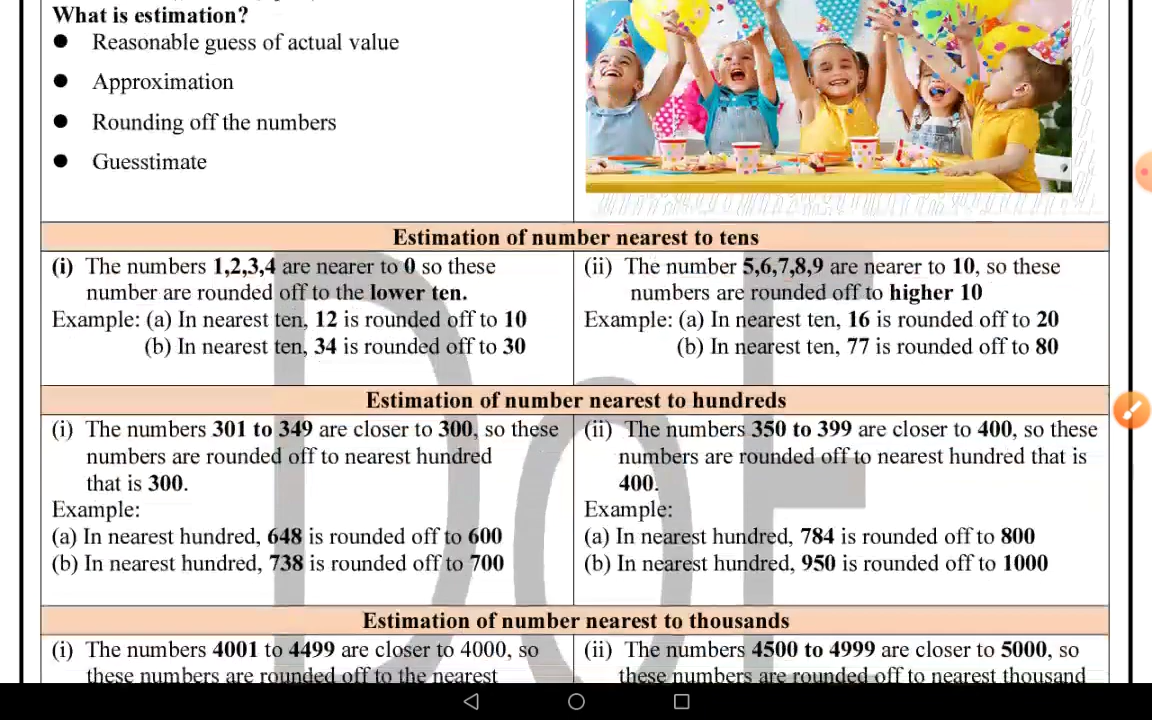 What is estimation?
● Reasonable guess of actual value
● Approximation
● Rounding off the numbers
● Guesstimate
Estimation of number nearest to tens
(i) The numbers 1,2,3,4 are nearer to 0 so these
number are rounded off to the lower ten.
Example: (a) In nearest ten, 12 is rounded off to 10
(b) In nearest ten, 34 is rounded off to 30
(ii) The number 5,6,7,8,9 are nearer to 10, so these
numbers are rounded off to higher 10
Example: (a) In nearest ten, 16 is rounded off to 20
(b) In nearest ten, 77 is rounded off to 80
Estimation of number nearest to hundreds
(i) The numbers 301 to 349 are closer to 300, so these
numbers are rounded off to nearest hundred
that is 300.
Example:
(a) In nearest hundred, 648 is rounded off to 600
(b) In nearest hundred, 738 is rounded off to 700
(ii) The numbers 350 to 399 are closer to 400, so these
numbers are rounded off to nearest hundred that is
400.
Example:
(a) In nearest hundred, 784 is rounded off to 800
(b) In nearest hundred, 950 is rounded off to 1000
Estimation of number nearest to thousands
(i) The numbers 4001 to 4499 are closer to 4000, so
these numbers are rounded off to the nearest
(ii) The numbers 4500 to 4999 are closer to 5000, so
these numbers are rounded off to nearest thousand
DoE